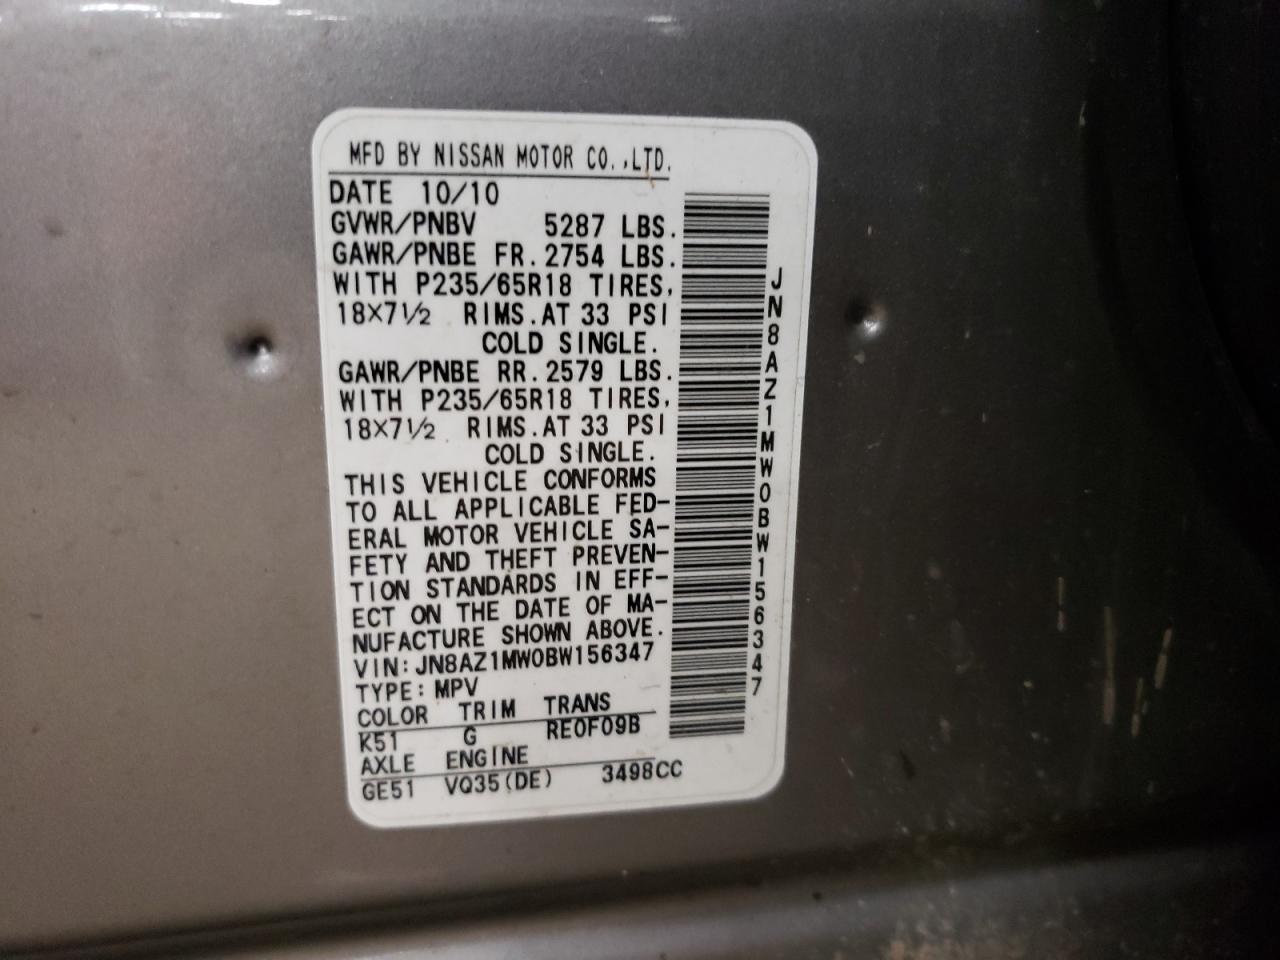 MFD BY NISSAN MOTOR CO.,LTD.
DATE 10/10
GVWR/PNBV 5287 LBS.
GAWR/PNBE FR. 2754 LBS.
WITH P235/65R18 TIRES,
18×7½ RIMS. AT 33 PSI
COLD SINGLE.
GAWR/PNBE RR. 2579 LBS.
WITH P235/65R18 TIRES,
18×7½ RIMS. AT 33 PSI
COLD SINGLE.
THIS VEHICLE CONFORMS
TO ALL APPLICABLE FED-
ERAL MOTOR VEHICLE SA-
FETY AND THEFT PREVEN-
TION STANDARDS IN EFF-
ECT ON THE DATE OF MA-
NUFACTURE SHOWN ABOVE.
VIN:JN8AZ1MW0BW156347
TYPE:MPV
COLOR TRIM TRANS
K51 G RE0F09B
AXLE ENGINE
GE51 VQ35(DE) 3498CC
JN8AZ1MW0BW156347